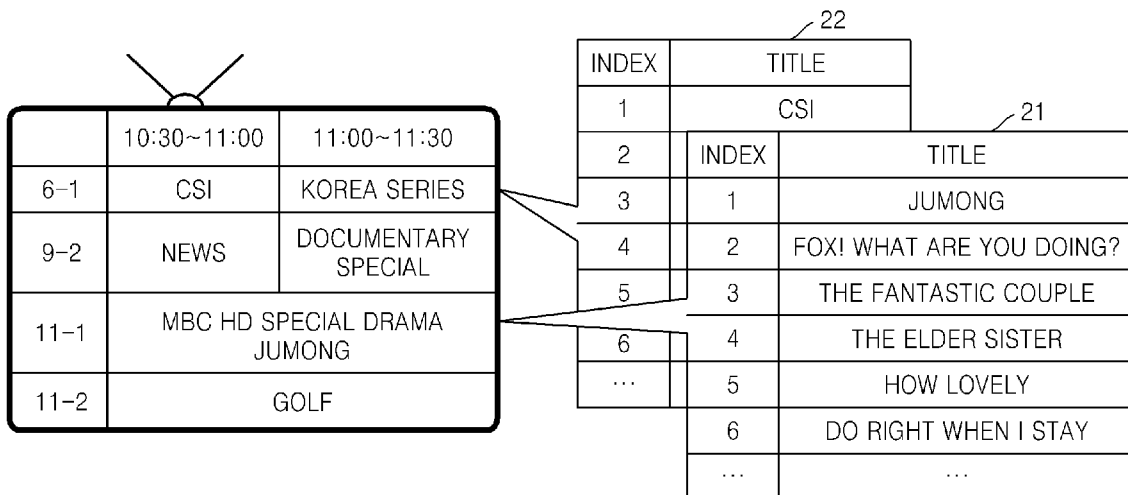 22
INDEX TITLE
1 CSI
2
3
4
5
6
...
21
INDEX TITLE
1 JUMONG
2 FOX! WHAT ARE YOU DOING?
3 THE FANTASTIC COUPLE
4 THE ELDER SISTER
5 HOW LOVELY
6 DO RIGHT WHEN I STAY
... ...
10:30~11:00 11:00~11:30
6-1 CSI KOREA SERIES
9-2 NEWS DOCUMENTARY
SPECIAL
11-1 MBC HD SPECIAL DRAMA
JUMONG
11-2 GOLF